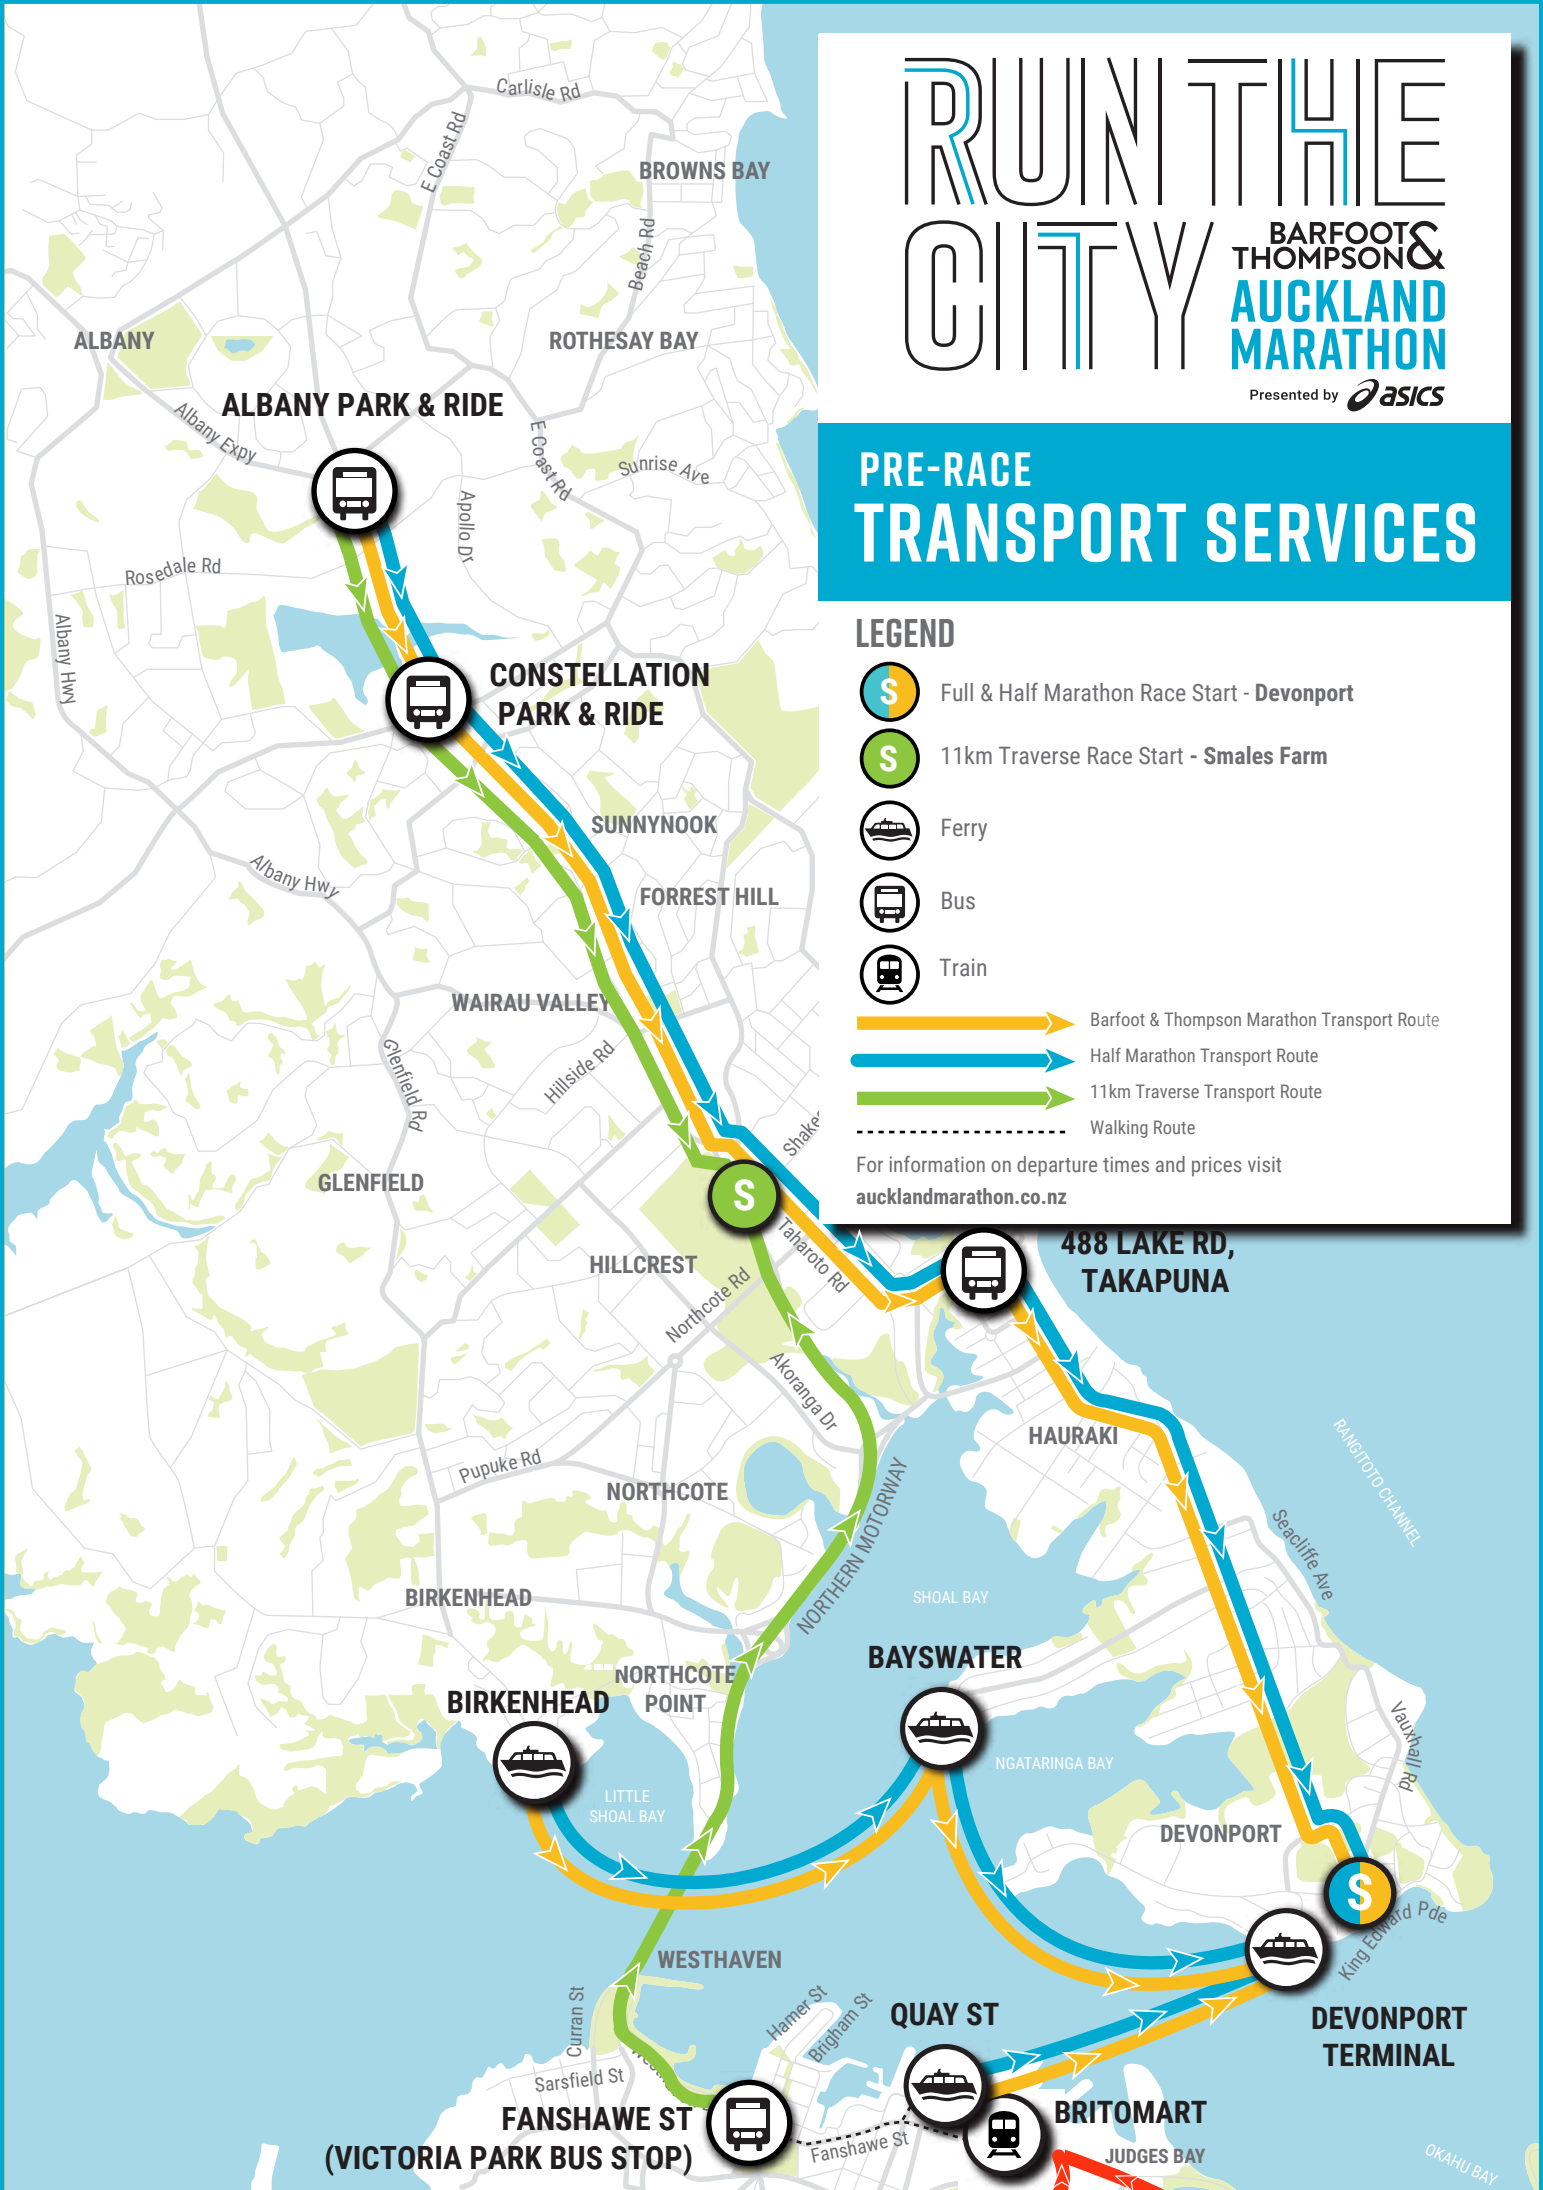 RUN THE
CITY
BARFOOT&
THOMPSON
AUCKLAND
MARATHON
Presented by asics
PRE-RACE
TRANSPORT SERVICES
LEGEND
S Full & Half Marathon Race Start - Devonport
S 11km Traverse Race Start - Smales Farm
Ferry
Bus
Train
Barfoot & Thompson Marathon Transport Route
Half Marathon Transport Route
11km Traverse Transport Route
Walking Route
For information on departure times and prices visit
aucklandmarathon.co.nz
Carlisle Rd
E Coast Rd
BROWNS BAY
Beach Rd
ALBANY
ROTHESAY BAY
ALBANY PARK & RIDE
Albany Expy
E Coast Rd
Sunrise Ave
Apollo Dr
Rosedale Rd
Albany Hwy
CONSTELLATION
PARK & RIDE
SUNNYNOOK
Albany Hwy
FORREST HILL
WAIRAU VALLEY
Hillside Rd
Glenfield Rd
GLENFIELD
S
HILLCREST
Taharoto Rd
Northcote Rd
488 LAKE RD,
TAKAPUNA
Akoranga Dr
HAURAKI
RANGITOTO CHANNEL
Pupuke Rd
NORTHCOTE
NORTHERN MOTORWAY
Seacliffe Ave
BIRKENHEAD
SHOAL BAY
BAYSWATER
NORTHCOTE
POINT
BIRKENHEAD
Vauxhall Rd
NGATARINGA BAY
LITTLE
SHOAL BAY
DEVONPORT
S
King Edward Pde
WESTHAVEN
Curran St
Hamer St
Brigham St
QUAY ST
DEVONPORT
TERMINAL
Sarsfield St
FANSHAWE ST
(VICTORIA PARK BUS STOP)
Fanshawe St
BRITOMART
JUDGES BAY
OKAHU BAY